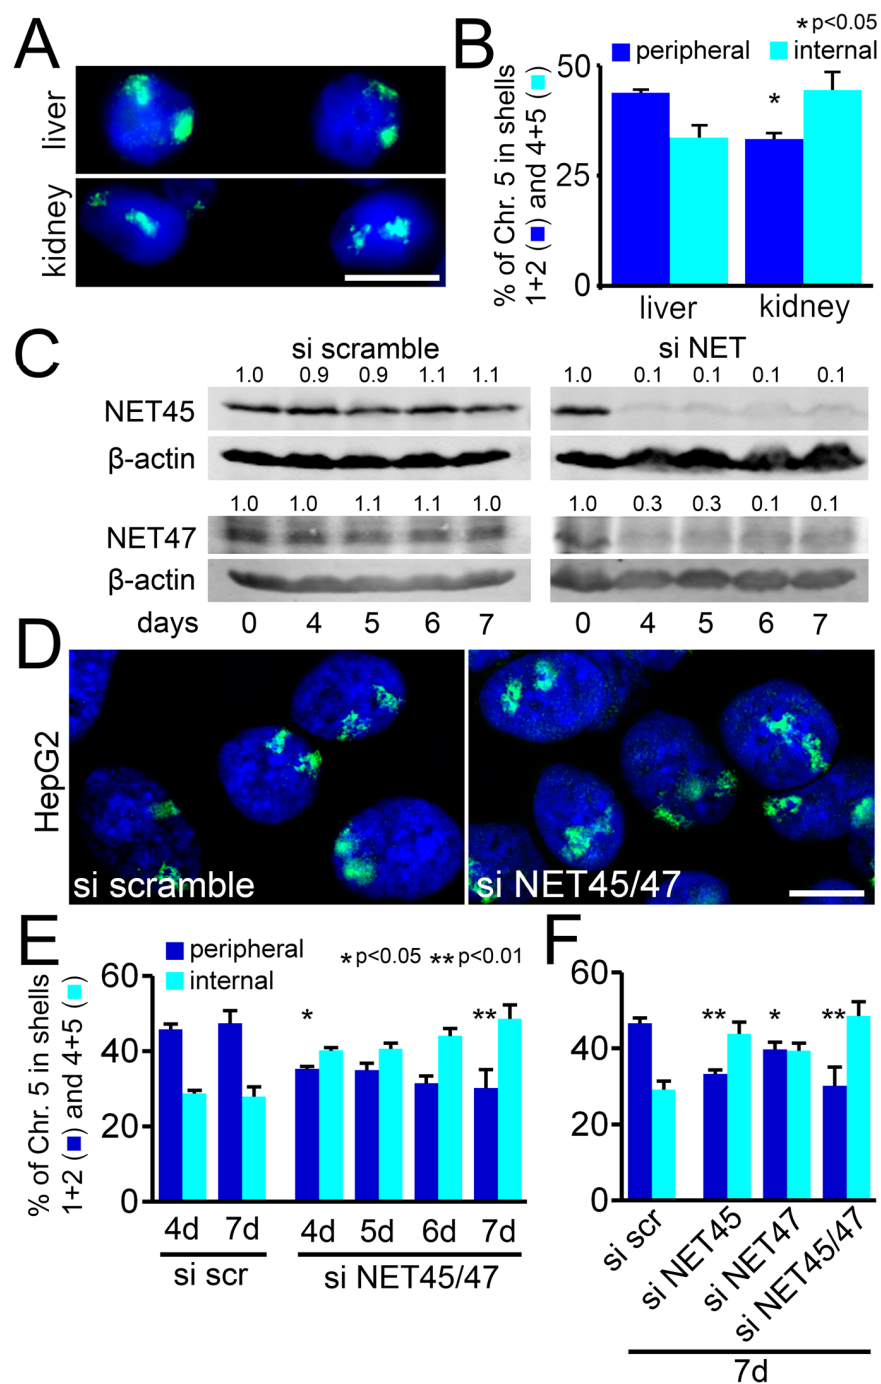 A
liver
kidney
B
* p<0.05
peripheral internal
% of Chr. 5 in shells
1+2 (■) and 4+5 (■)
50
25
0
liver kidney
C
si scramble si NET
1.0 0.9 0.9 1.1 1.1 1.0 0.1 0.1 0.1 0.1
NET45
β-actin
1.0 1.0 1.1 1.1 1.0 1.0 0.3 0.3 0.1 0.1
NET47
β-actin
days 0 4 5 6 7 0 4 5 6 7
D
HepG2
si scramble si NET45/47
E
peripheral
internal
* p<0.05 ** p<0.01
% of Chr. 5 in shells
1+2 (■) and 4+5 (■)
60
40
20
0
* **
4d 7d 4d 5d 6d 7d
si scr si NET45/47
F
60
40
20
0
** * **
si scr
si NET45
si NET47
si NET45/47
7d